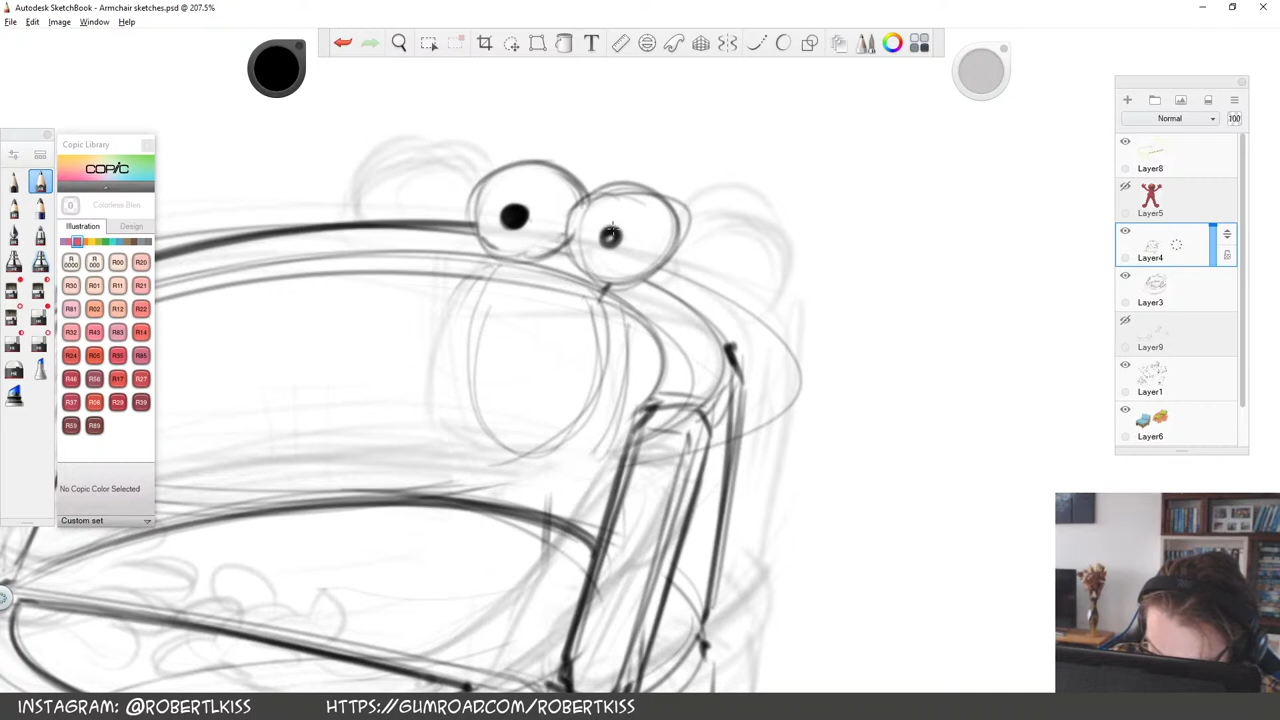 Autodesk SketchBook - Armchair sketches.psd @ 207.5%
File Edit Image Window Help
Copic Library
COPIC
Colorless Blen.
Illustration Design
R0000 R000 R00 R20
R30 R01 R11 R21
R81 R02 R12 R22
R32 R43 R83 R14
R24 R05 R35 R85
R46 R56 R17 R27
R37 R08 R29 R39
R59 R89
No Copic Color Selected
Custom set
Normal 100
Layer8
Layer5
Layer4
Layer3
Layer9
Layer1
Layer6
INSTAGRAM: @ROBERTLKISS HTTPS://GUMROAD.COM/ROBERTKISS